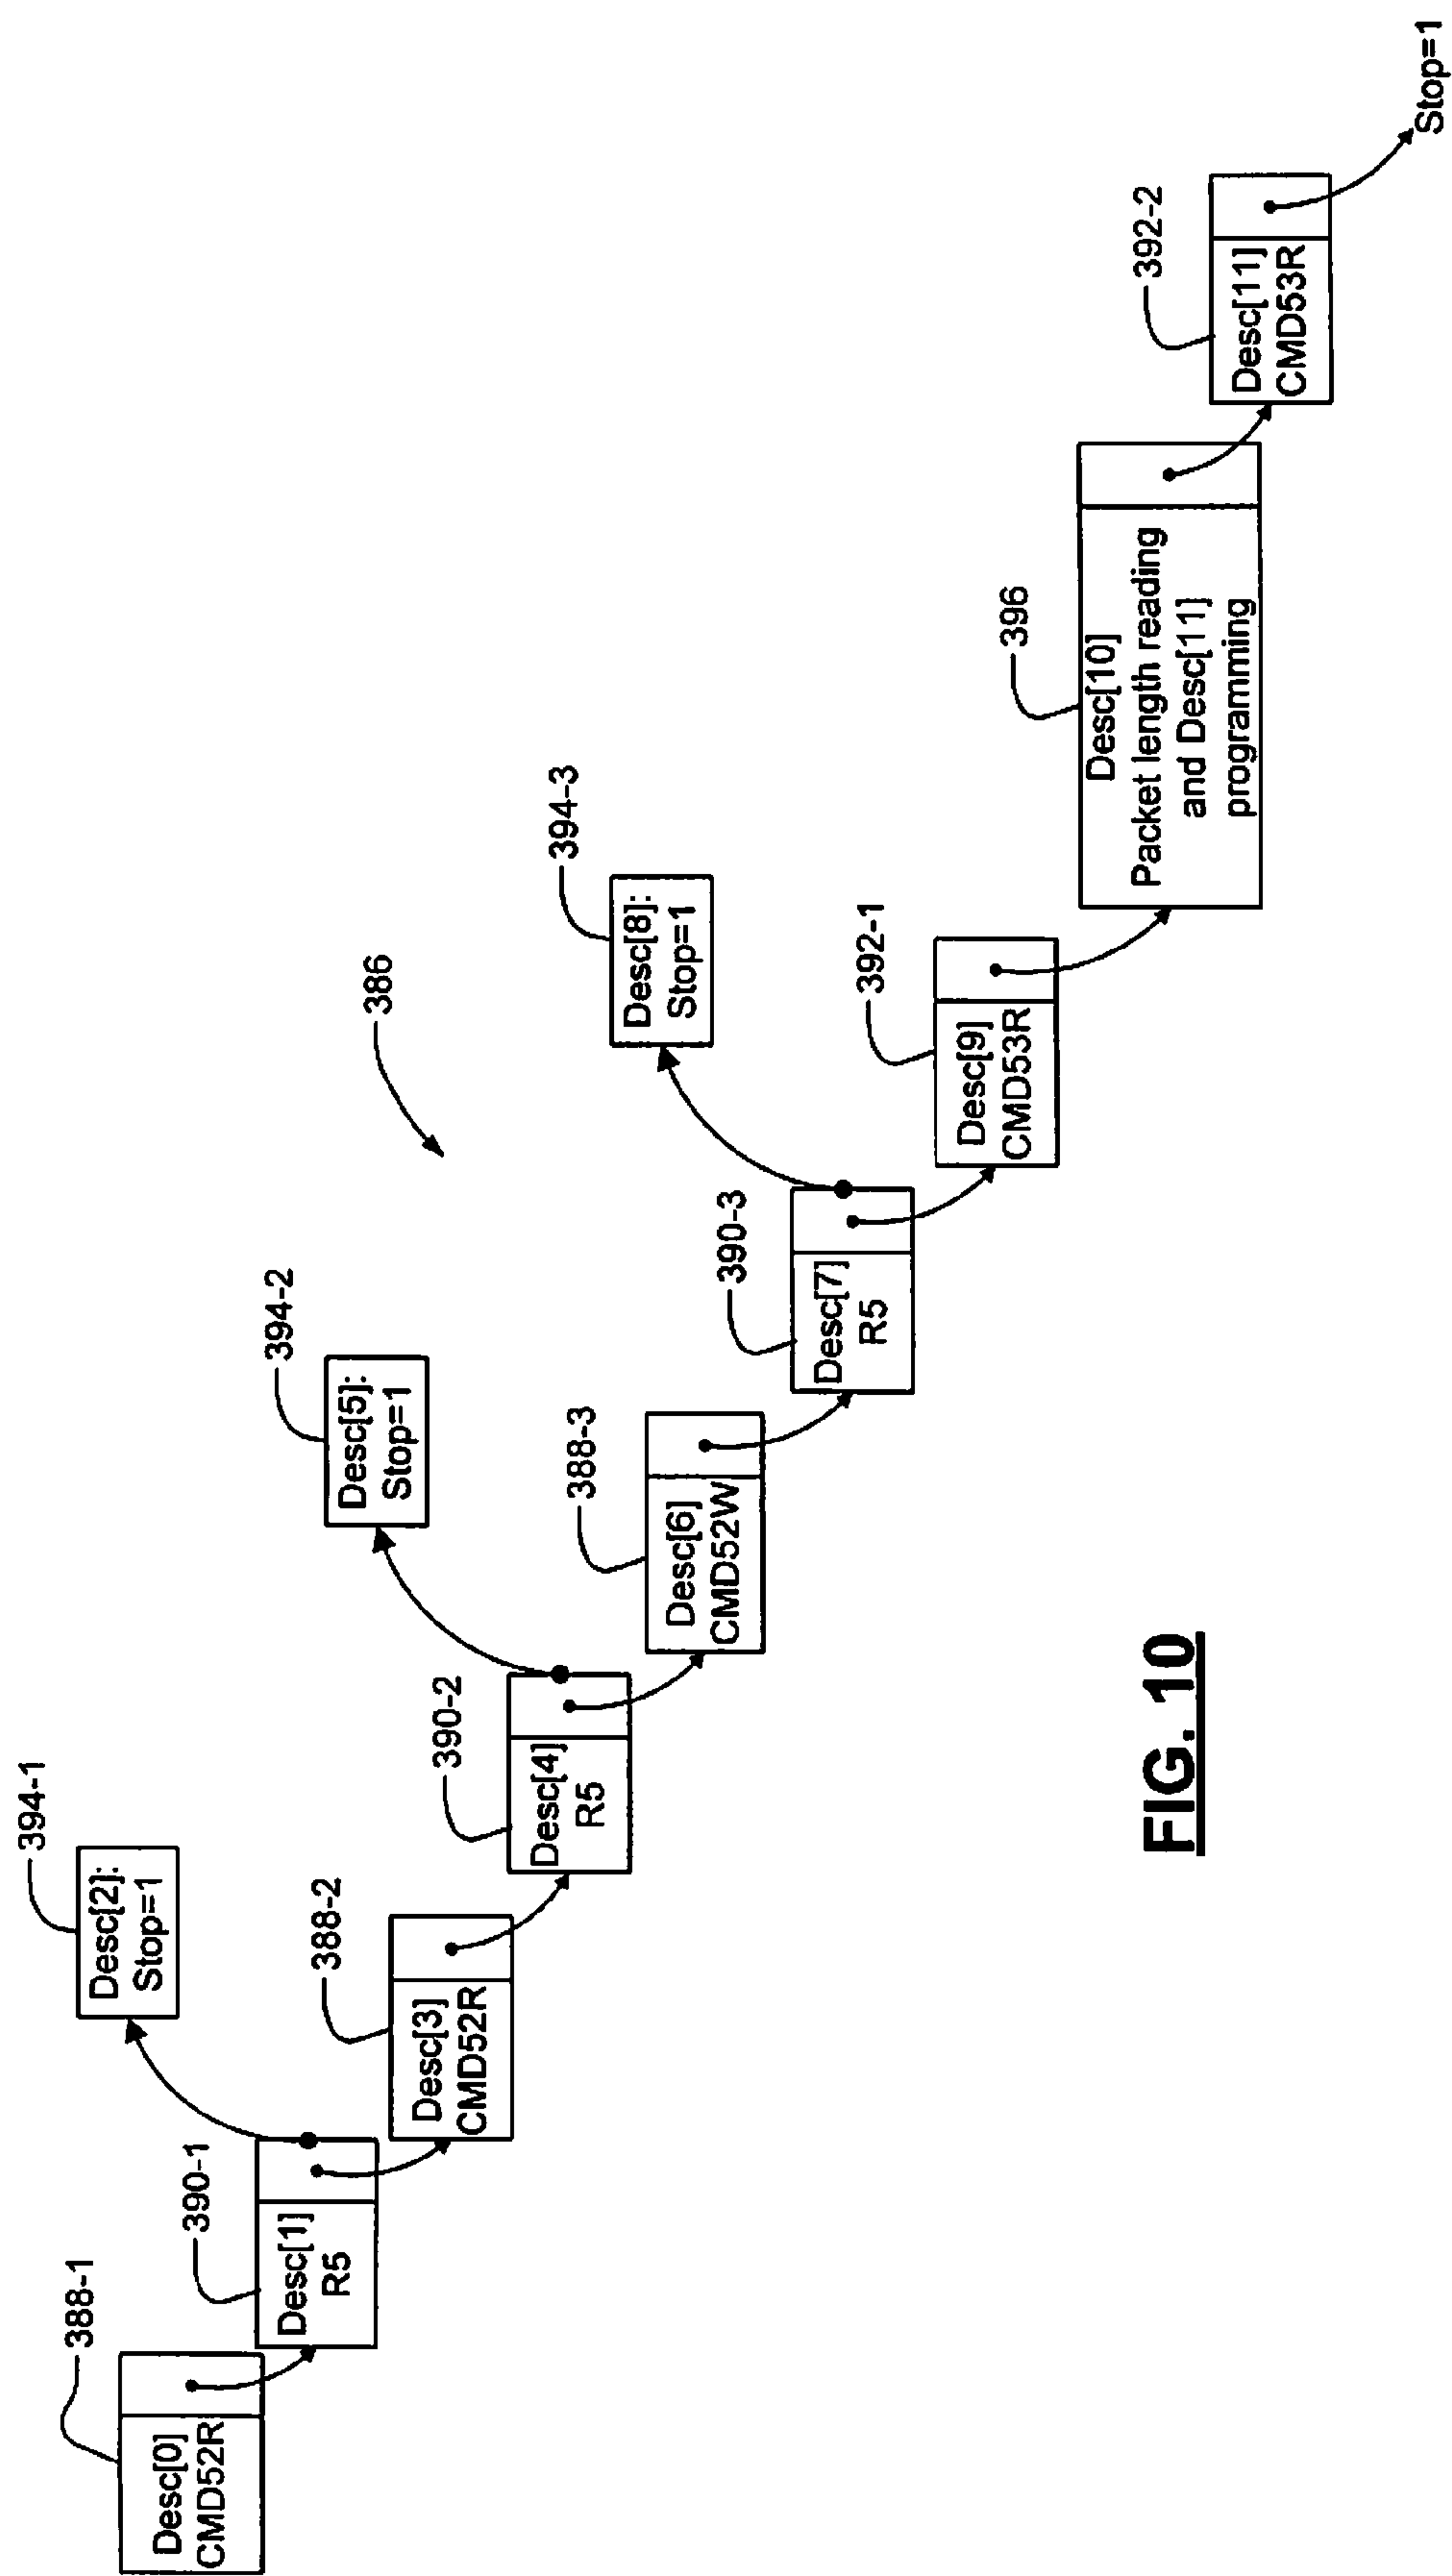 388-1
Desc[0]
CMD52R
390-1
Desc[1]
R5
394-1
Desc[2]:
Stop=1
388-2
Desc[3]
CMD52R
390-2
Desc[4]
R5
394-2
Desc[5]:
Stop=1
388-3
Desc[6]
CMD52W
390-3
Desc[7]
R5
386
394-3
Desc[8]:
Stop=1
392-1
Desc[9]
CMD53R
396
Desc[10]
Packet length reading
and Desc[11]
programming
392-2
Desc[11]
CMD53R
Stop=1
FIG. 10